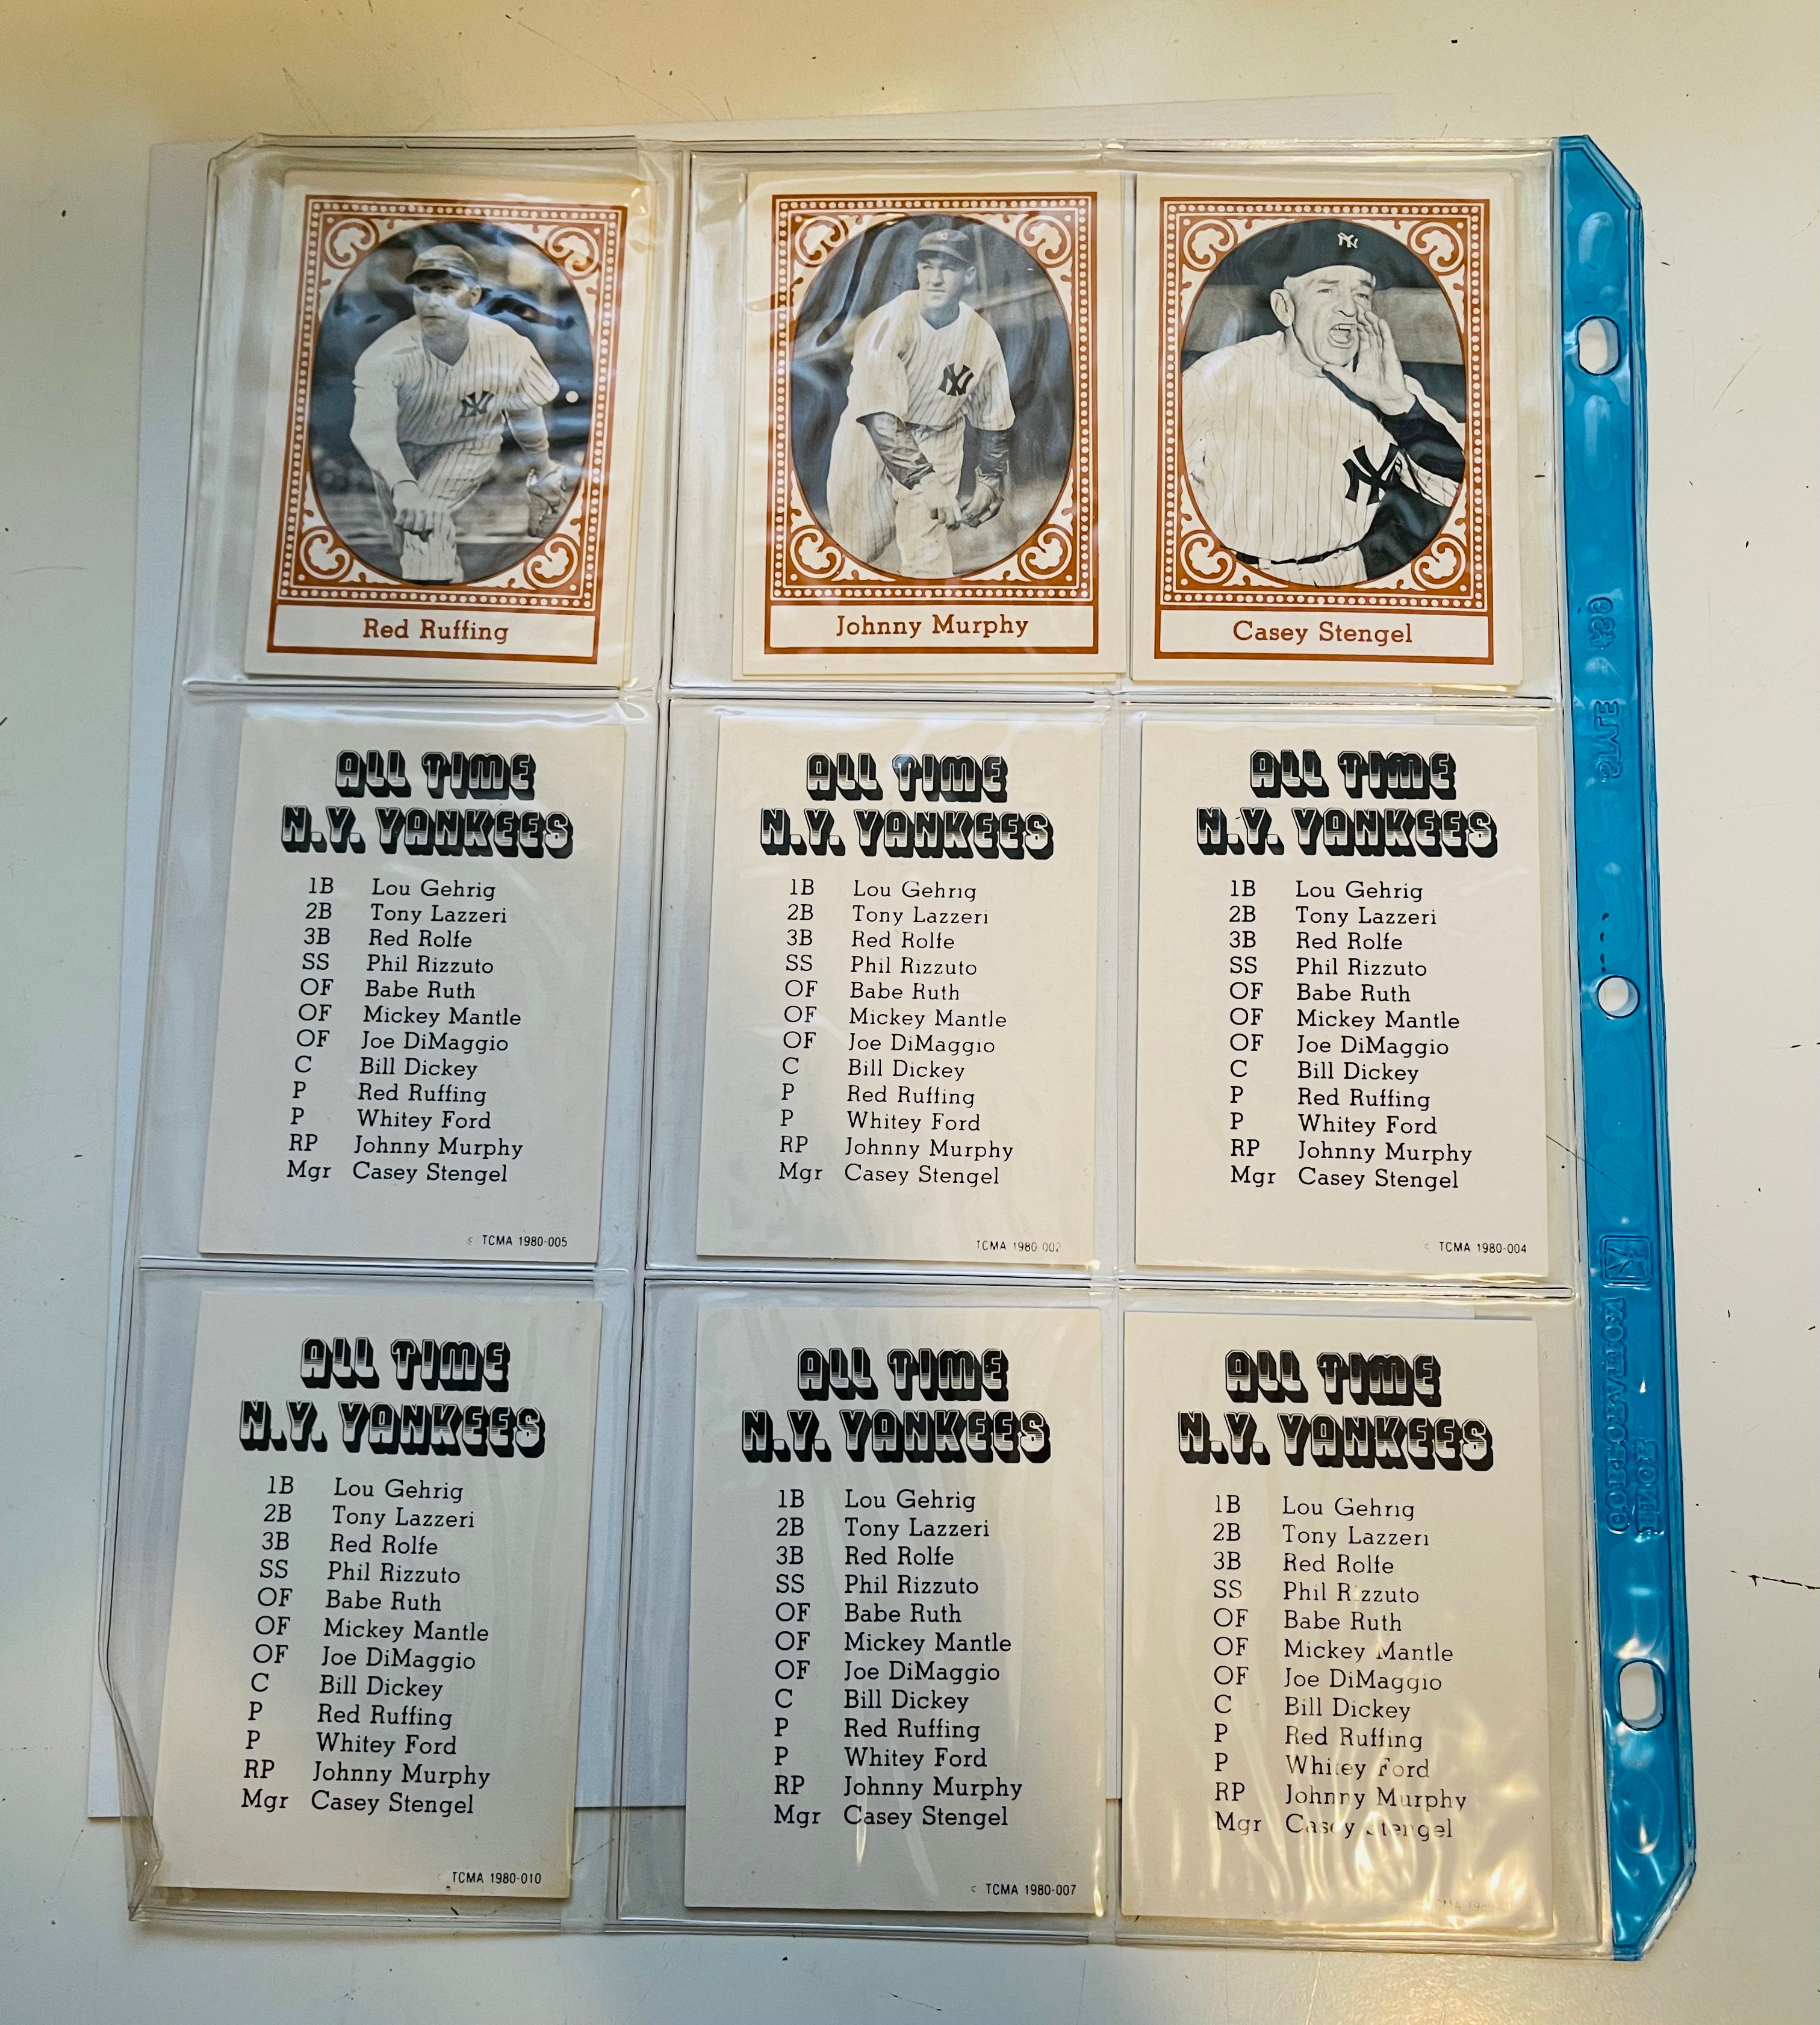 Red Ruffing
Johnny Murphy
Casey Stengel
ALL TIME
N.Y. YANKEES
1B Lou Gehrig
2B Tony Lazzeri
3B Red Rolfe
SS Phil Rizzuto
OF Babe Ruth
OF Mickey Mantle
OF Joe DiMaggio
C Bill Dickey
P Red Ruffing
P Whitey Ford
RP Johnny Murphy
Mgr Casey Stengel
© TCMA 1980-005
ALL TIME
N.Y. YANKEES
1B Lou Gehrig
2B Tony Lazzeri
3B Red Rolfe
SS Phil Rizzuto
OF Babe Ruth
OF Mickey Mantle
OF Joe DiMaggio
C Bill Dickey
P Red Ruffing
P Whitey Ford
RP Johnny Murphy
Mgr Casey Stengel
TCMA 1980 002
ALL TIME
N.Y. YANKEES
1B Lou Gehrig
2B Tony Lazzeri
3B Red Rolfe
SS Phil Rizzuto
OF Babe Ruth
OF Mickey Mantle
OF Joe DiMaggio
C Bill Dickey
P Red Ruffing
P Whitey Ford
RP Johnny Murphy
Mgr Casey Stengel
© TCMA 1980-004
ALL TIME
N.Y. YANKEES
1B Lou Gehrig
2B Tony Lazzeri
3B Red Rolfe
SS Phil Rizzuto
OF Babe Ruth
OF Mickey Mantle
OF Joe DiMaggio
C Bill Dickey
P Red Ruffing
P Whitey Ford
RP Johnny Murphy
Mgr Casey Stengel
TCMA 1980-010
ALL TIME
N.Y. YANKEES
1B Lou Gehrig
2B Tony Lazzeri
3B Red Rolfe
SS Phil Rizzuto
OF Babe Ruth
OF Mickey Mantle
OF Joe DiMaggio
C Bill Dickey
P Red Ruffing
P Whitey Ford
RP Johnny Murphy
Mgr Casey Stengel
© TCMA 1980-007
ALL TIME
N.Y. YANKEES
1B Lou Gehrig
2B Tony Lazzeri
3B Red Rolfe
SS Phil Rizzuto
OF Babe Ruth
OF Mickey Mantle
OF Joe DiMaggio
C Bill Dickey
P Red Ruffing
P Whitey Ford
RP Johnny Murphy
Mgr Casey Stengel
STYLE
CORPORATION